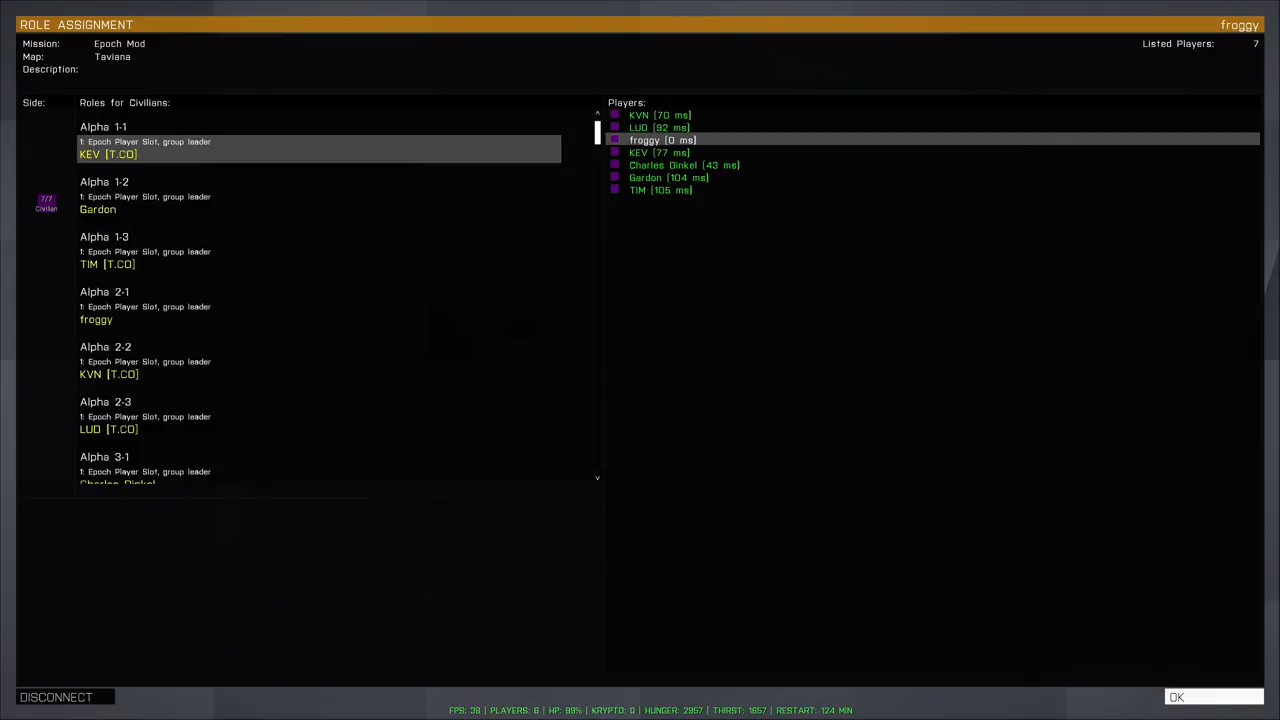 ROLE ASSIGNMENT froggy
Mission: Epoch Mod Listed Players: 7
Map: Taviana
Description:
Side: Roles for Civilians:
Alpha 1-1
1: Epoch Player Slot, group leader
KEV [T.CO]
Alpha 1-2
1: Epoch Player Slot, group leader
Gardon
7/7
Civilian
Alpha 1-3
1: Epoch Player Slot, group leader
TIM [T.CO]
Alpha 2-1
1: Epoch Player Slot, group leader
froggy
Alpha 2-2
1: Epoch Player Slot, group leader
KVN [T.CO]
Alpha 2-3
1: Epoch Player Slot, group leader
LUD [T.CO]
Alpha 3-1
1: Epoch Player Slot, group leader
Charles Dinkel
Players:
KVN [70 ms]
LUD [92 ms]
froggy [0 ms]
KEV [77 ms]
Charles Dinkel [43 ms]
Gardon [104 ms]
TIM [105 ms]
DISCONNECT
OK
FPS: 39 | PLAYERS: 6 | HP: 99% | KRYPTO: 0 | HUNGER: 2957 | THIRST: 1657 | RESTART: 124 MIN